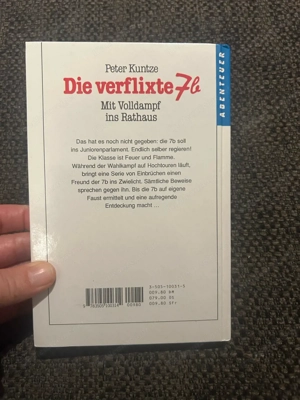 Peter Kuntze
Die verflixte 7b
Mit Volldampf
ins Rathaus
ABENTEUER
Das hat es noch nicht gegeben: die 7b soll
ins Juniorenparlament. Endlich selber regieren!
Die Klasse ist Feuer und Flamme.
Während der Wahlkampf auf Hochtouren läuft,
bringt eine Serie von Einbrüchen einen
Freund der 7b ins Zwielicht. Sämtliche Beweise
sprechen gegen ihn. Bis die 7b auf eigene
Faust ermittelt und eine aufregende
Entdeckung macht ...